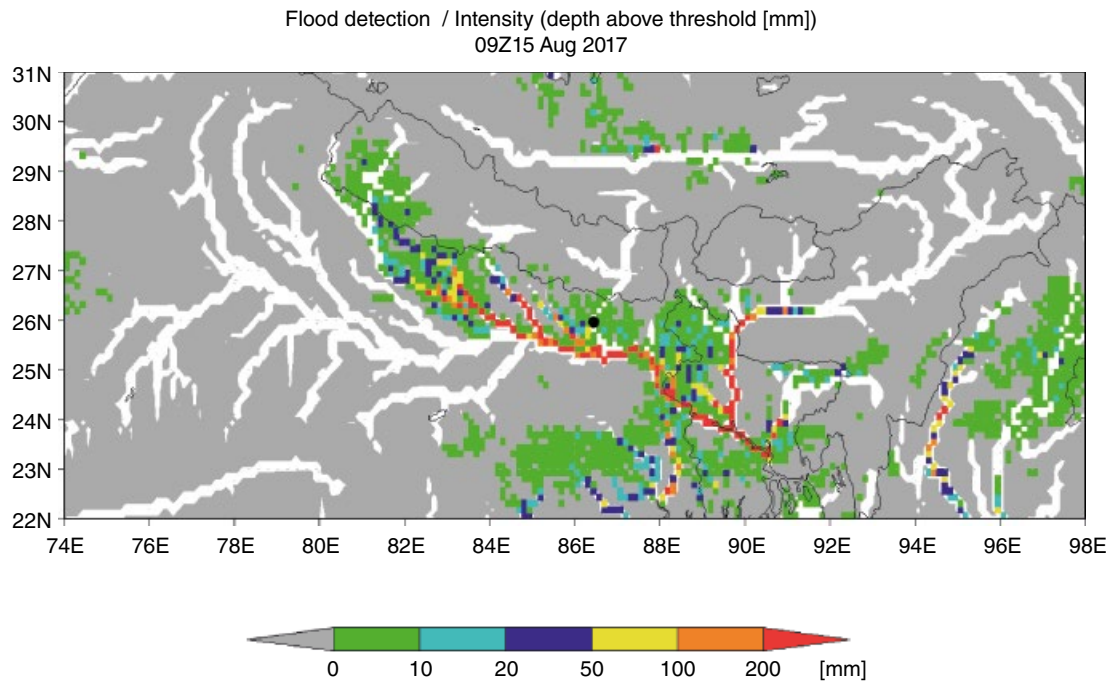 Flood detection / Intensity (depth above threshold [mm])
09Z15 Aug 2017
31N
30N
29N
28N
27N
26N
25N
24N
23N
22N
74E 76E 78E 80E 82E 84E 86E 88E 90E 92E 94E 96E 98E
0 10 20 50 100 200 [mm]